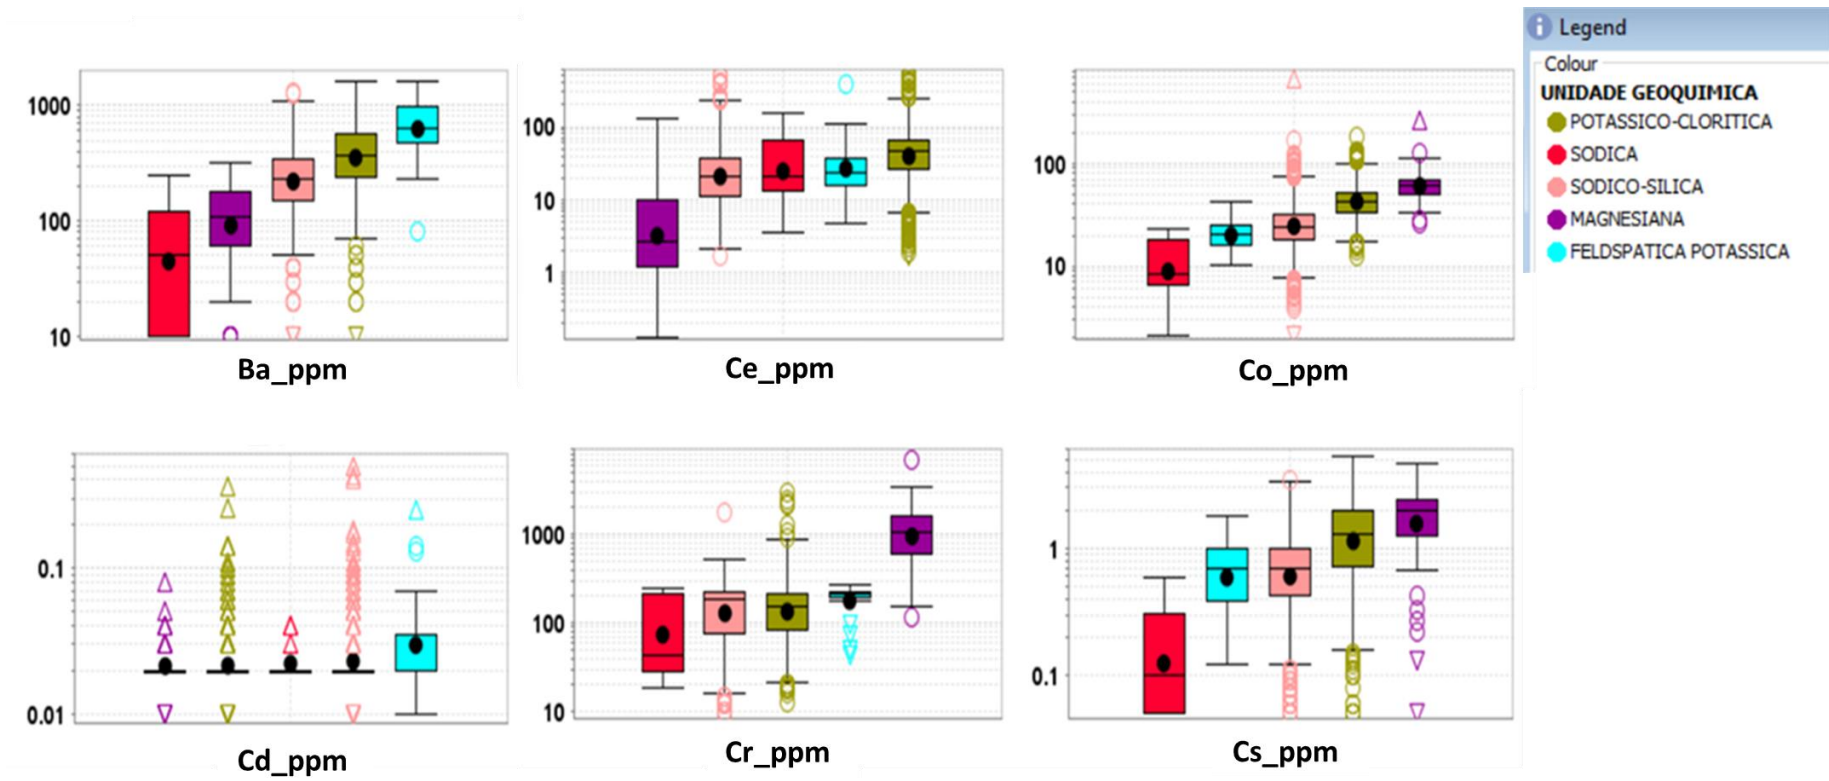 1000
100
10
Ba_ppm
100
10
1
Ce_ppm
100
10
Co_ppm
Legend
Colour
UNIDADE GEOQUIMICA
POTASSICO-CLORITICA
SODICA
SODICO-SILICA
MAGNESIANA
FELDSPATICA POTASSICA
0.1
0.01
Cd_ppm
1000
100
10
Cr_ppm
1
0.1
Cs_ppm